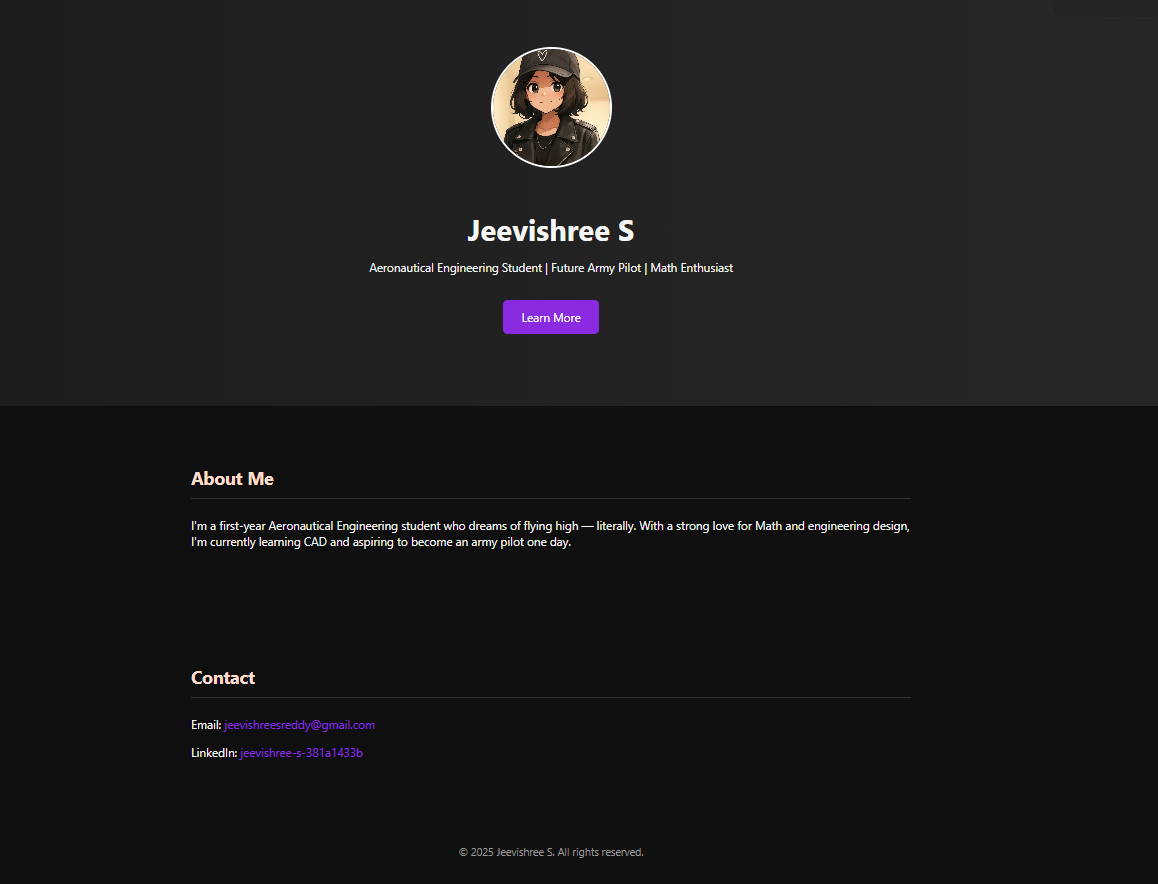 Jeevishree S
Aeronautical Engineering Student | Future Army Pilot | Math Enthusiast
Learn More
About Me
I'm a first-year Aeronautical Engineering student who dreams of flying high — literally. With a strong love for Math and engineering design,
I'm currently learning CAD and aspiring to become an army pilot one day.
Contact
Email: jeevishreesreddy@gmail.com
LinkedIn: jeevishree-s-381a1433b
© 2025 Jeevishree S. All rights reserved.